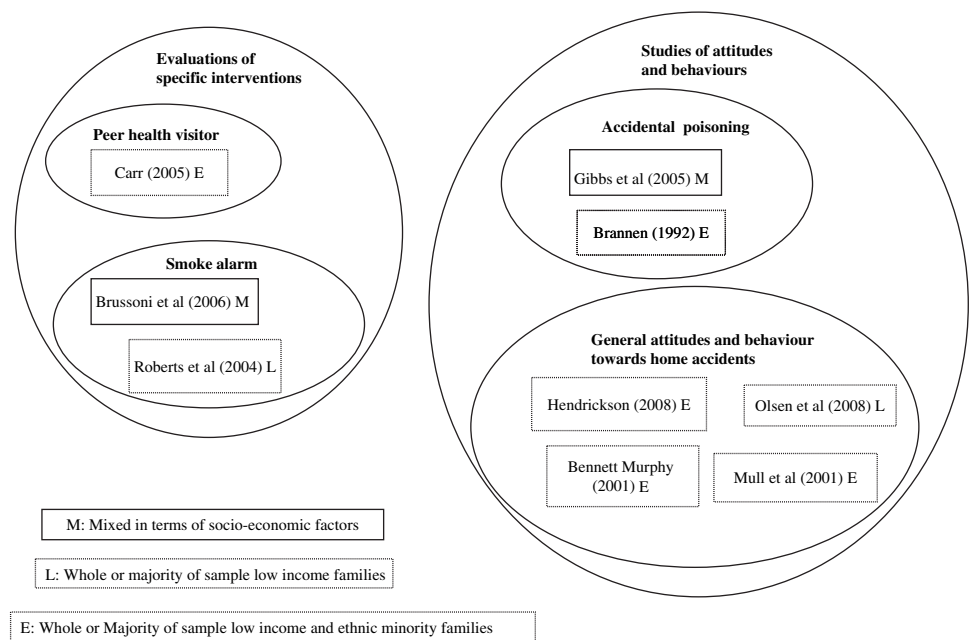 Evaluations of
specific interventions
Peer health visitor
Carr (2005) E
Smoke alarm
Brussoni et al (2006) M
Roberts et al (2004) L
Studies of attitudes
and behaviours
Accidental poisoning
Gibbs et al (2005) M
Brannen (1992) E
General attitudes and behaviour
towards home accidents
Hendrickson (2008) E
Olsen et al (2008) L
Bennett Murphy
(2001) E
Mull et al (2001) E
M: Mixed in terms of socio-economic factors
L: Whole or majority of sample low income families
E: Whole or Majority of sample low income and ethnic minority families